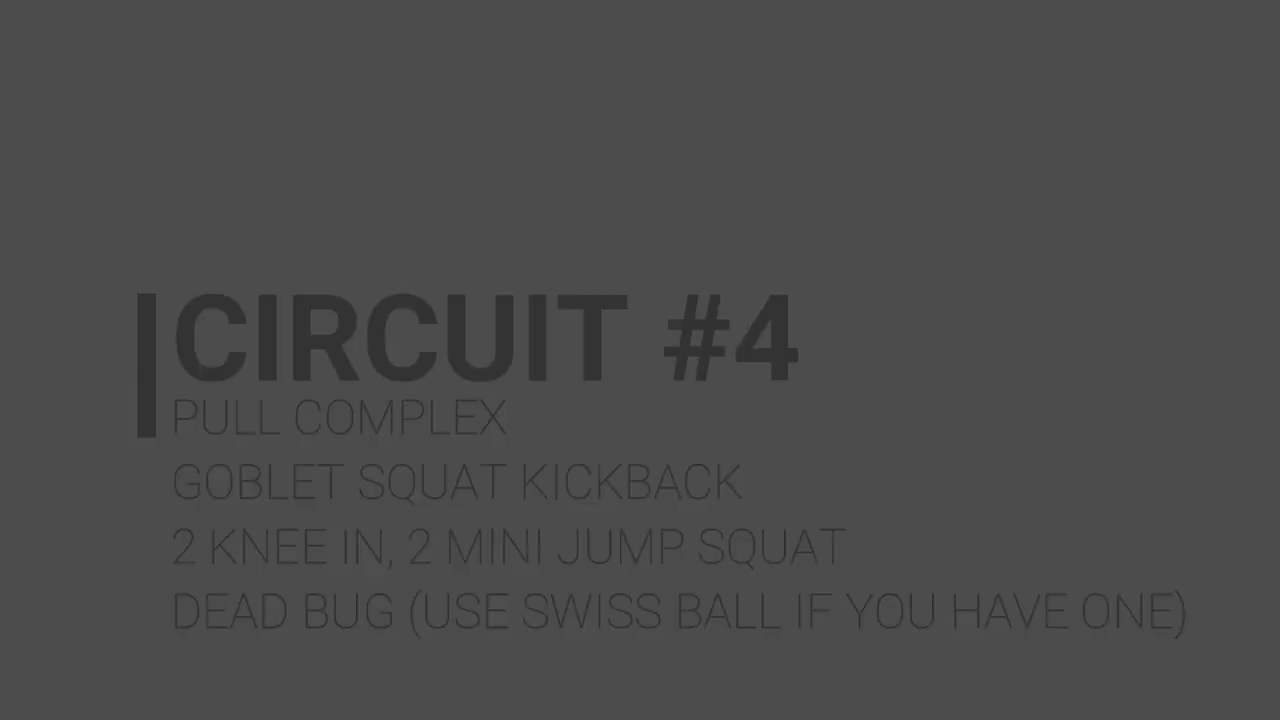 CIRCUIT #4
PULL COMPLEX
GOBLET SQUAT KICKBACK
2 KNEE IN, 2 MINI JUMP SQUAT
DEAD BUG (USE SWISS BALL IF YOU HAVE ONE)